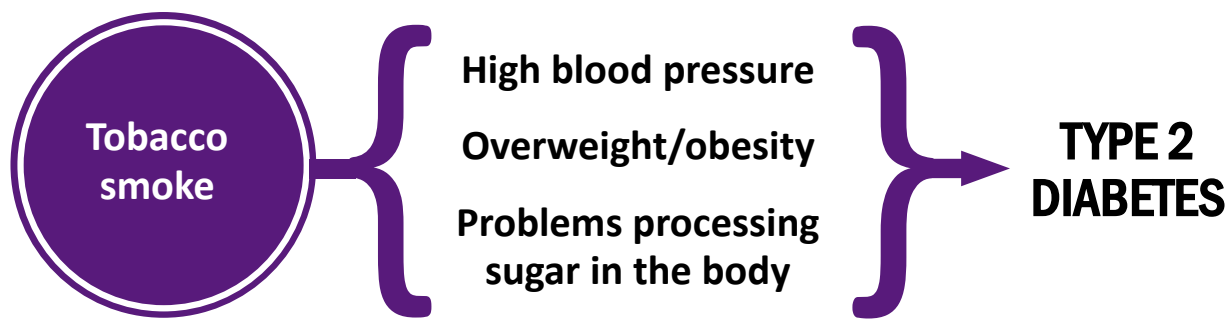 Tobacco
smoke
High blood pressure
Overweight/obesity
Problems processing
sugar in the body
TYPE 2
DIABETES